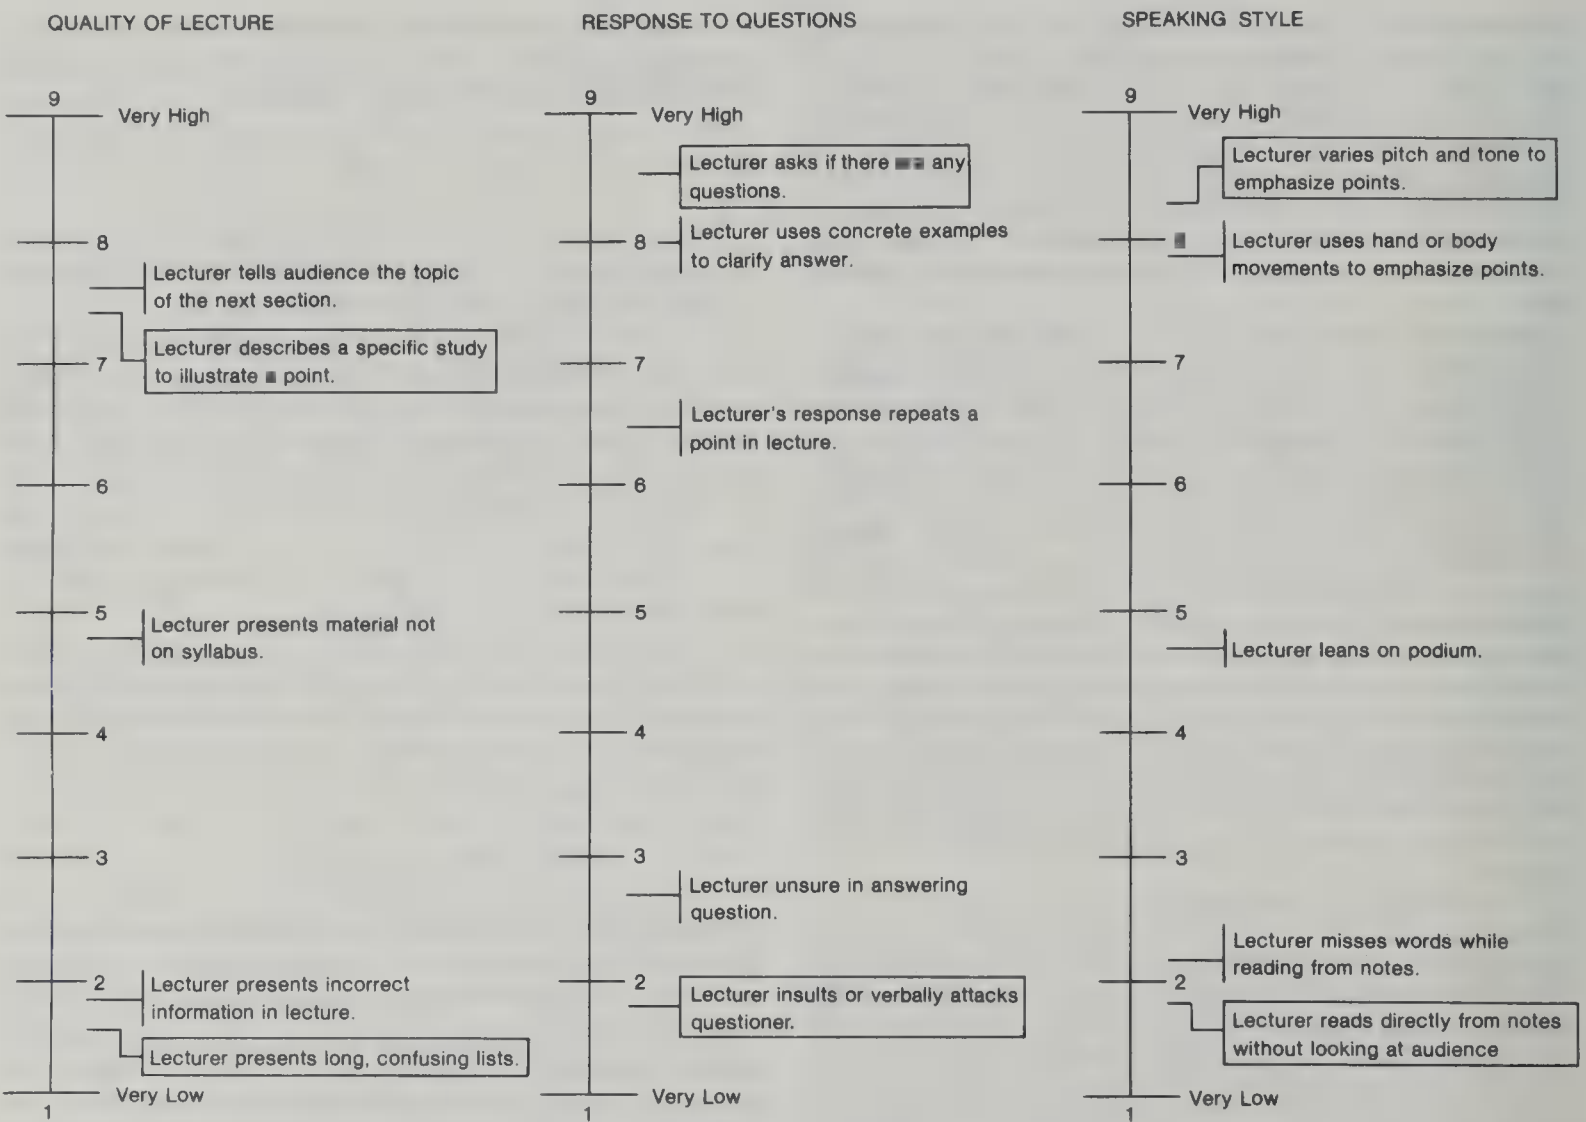 QUALITY OF LECTURE
9
Very High
8
Lecturer tells audience the topic
of the next section.
Lecturer describes a specific study
to illustrate point.
7
6
5
Lecturer presents material not
on syllabus.
4
3
2
Lecturer presents incorrect
information in lecture.
Lecturer presents long, confusing lists.
Very Low
1
RESPONSE TO QUESTIONS
9
Very High
Lecturer asks if there any
questions.
8
Lecturer uses concrete examples
to clarify answer.
7
Lecturer's response repeats a
point in lecture.
6
5
4
3
Lecturer unsure in answering
question.
2
Lecturer insults or verbally attacks
questioner.
Very Low
1
SPEAKING STYLE
9
Very High
Lecturer varies pitch and tone to
emphasize points.
Lecturer uses hand or body
movements to emphasize points.
7
6
5
Lecturer leans on podium.
4
3
Lecturer misses words while
reading from notes.
2
Lecturer reads directly from notes
without looking at audience
Very Low
1